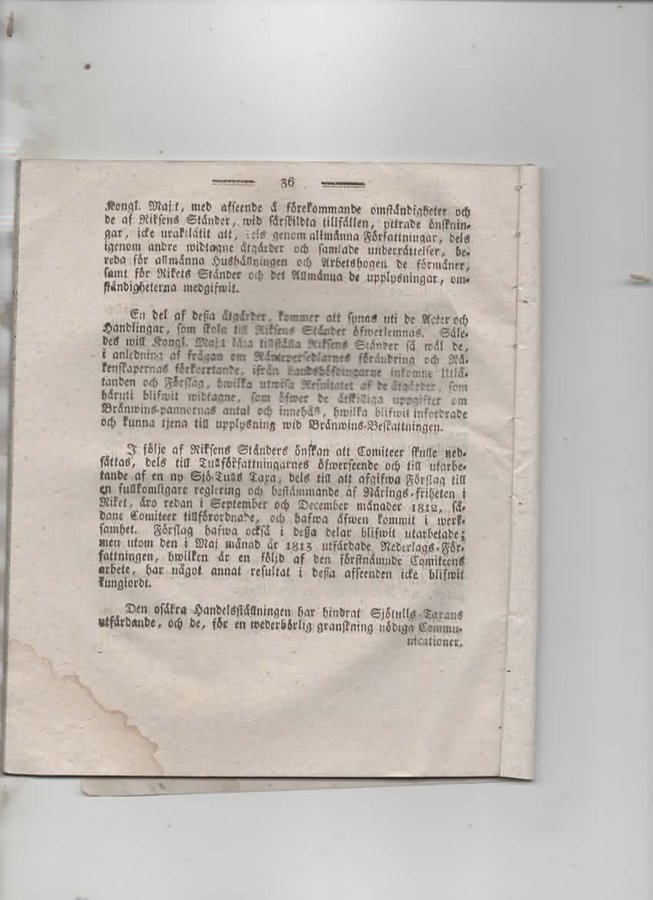 36
Kongl. Maj:t, med afseende å förekommande omständigheter och
de af Riksens Ständer, wid särskildta tillfällen, yttrade önsknin-
gar, icke uraktlåtit att, dels genom allmänna Författningar, dels
igenom andre widtagne åtgärder och samlade underrättelser, be-
reda för allmänna Hushållningen och Arbetshogen de förmåner,
samt för Rikets Ständer och det Allmänna de upplysningar, om-
ständigheterna medgifwit.
En del af deßa åtgärder, kommer att synas uti de Acter och
Handlingar, som skola till Riksens Ständer öfwerlemnas. Såle-
des will Kongl. Maj:t låta tillställa Riksens Ständer så wäl de,
i anledning af frågan om Räntepersedlarnes förändring och Rä-
kenskapernas förkortande, ifrån Landshöfdingarne inkomne Utlå-
tanden och Förslag, hwilka utwisa Resultatet af de åtgärder, som
häruti blifwit widtagne, som öfwer de åtskilliga uppgifter om
Bränwins-pannornas antal och innehåll, hwilka blifwit infordrade
och kunna tjena till upplysning wid Bränwins-Beskattningen.
I följe af Riksens Ständers önskan att Comiteer skulle ned-
sättas, dels till Tullförfattningarnes öfwerseende och till utarbe-
tande af en ny Sjö-Tulls Taxa, dels till att afgifwa Förslag till
en fullkomligare reglering och bestämmande af Närings-friheten i
Riket, äro redan i September och December månader 1812, så-
dane Comiteer tillförordnade, och hafwa äfwen kommit i werk-
samhet. Förslag hafwa också i deßa delar blifwit utarbetade;
men utom den i Maj månad år 1813 utfärdade Nederlags-För-
fattningen, hwilken är en följd af den förstnämnde Comiteens
arbete, har något annat resultat i deßa afseenden icke blifwit
kungjordt.
Den osäkra Handelsställningen har hindrat Sjötulls-Taxans
utfärdande, och de, för en wederbörlig granskning nödiga Commu-
nicationer,